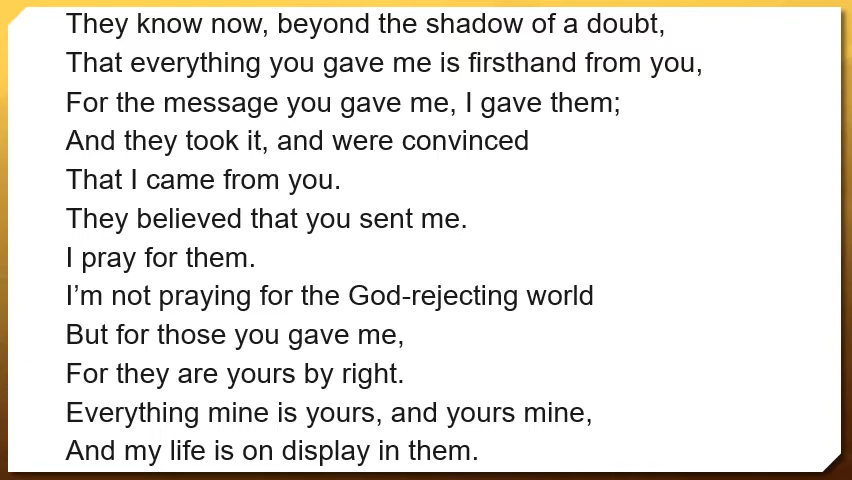 They know now, beyond the shadow of a doubt,
That everything you gave me is firsthand from you,
For the message you gave me, I gave them;
And they took it, and were convinced
That I came from you.
They believed that you sent me.
I pray for them.
I’m not praying for the God-rejecting world
But for those you gave me,
For they are yours by right.
Everything mine is yours, and yours mine,
And my life is on display in them.